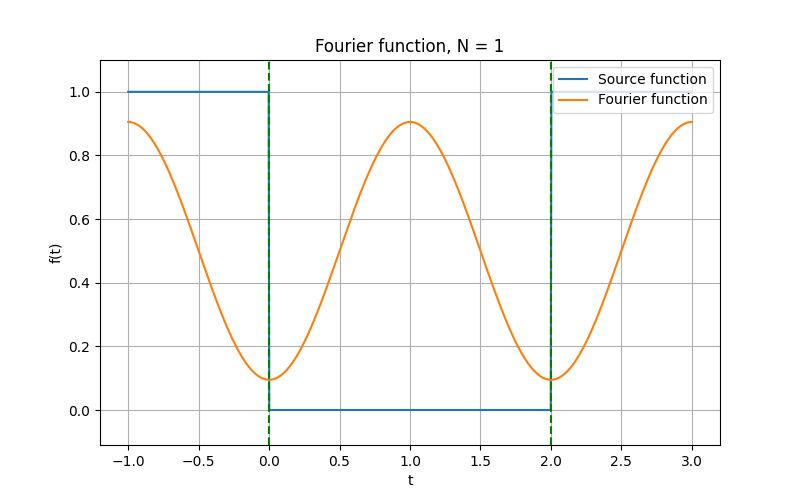 Fourier function, N = 1
Source function
Fourier function
f(t)
1.0
0.8
0.6
0.4
0.2
0.0
−1.0 −0.5 0.0 0.5 1.0 1.5 2.0 2.5 3.0
t